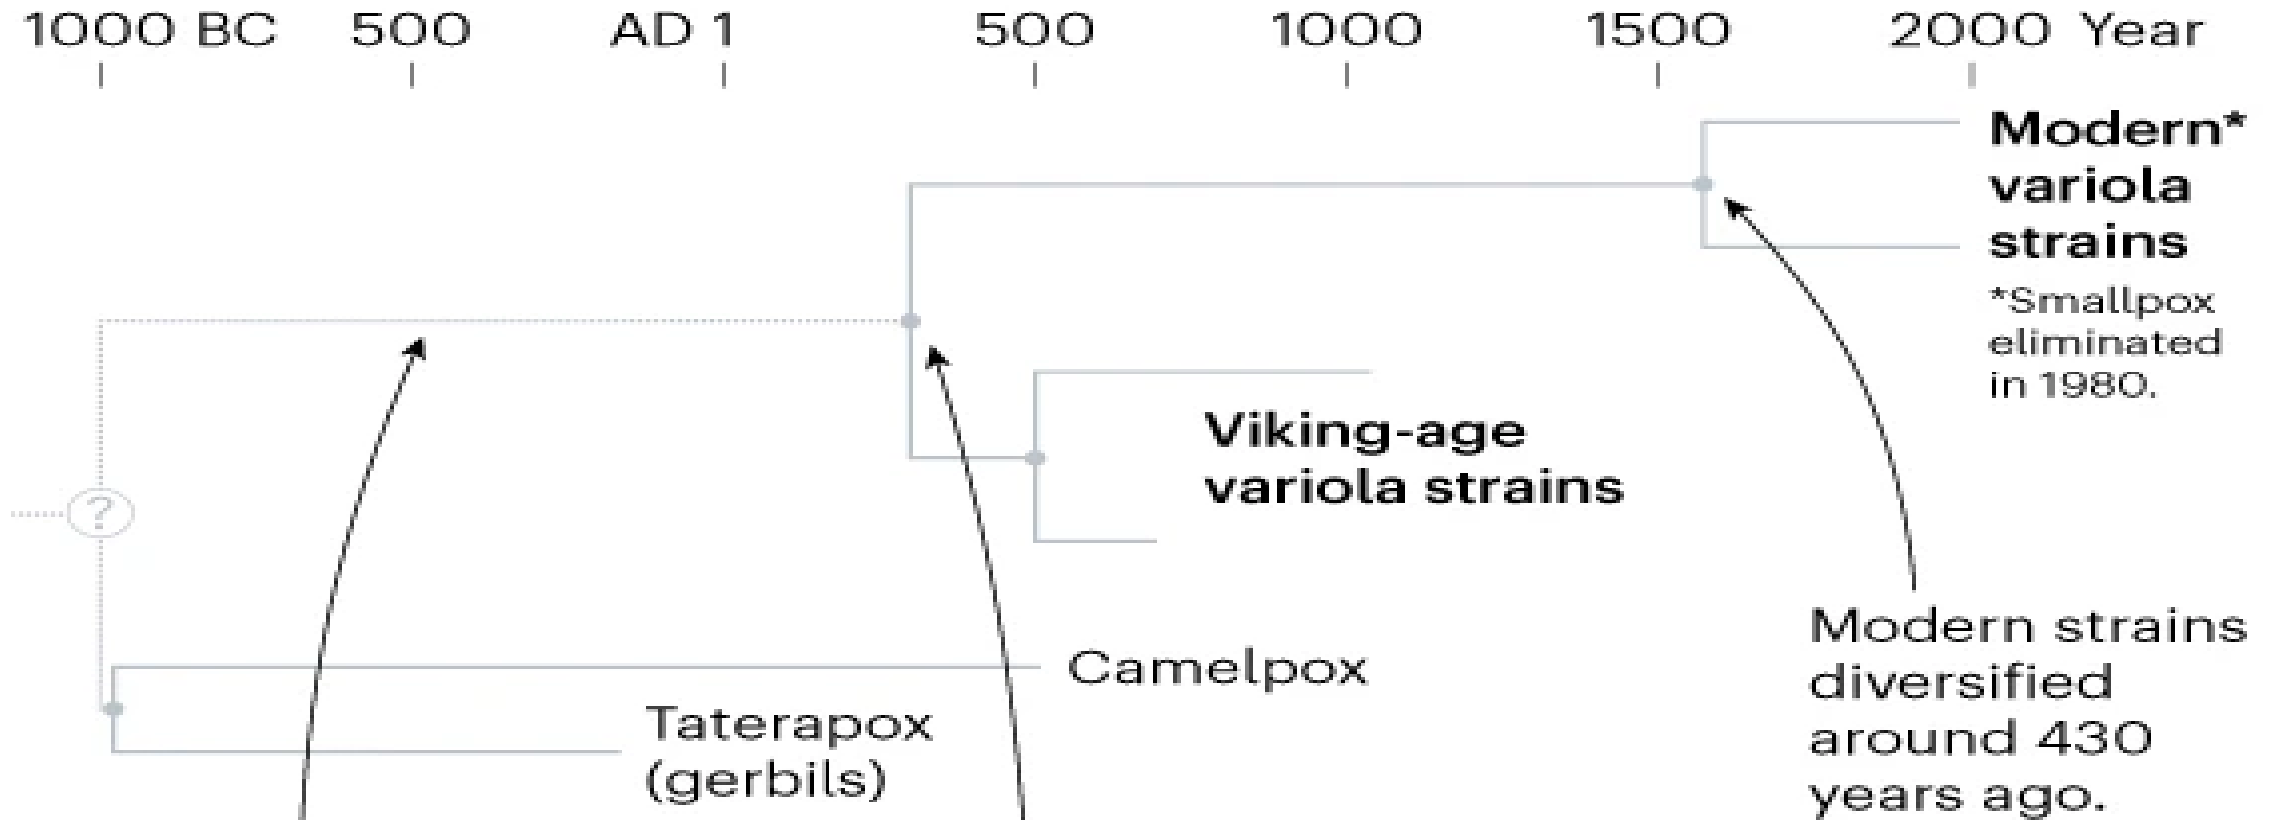 1000 BC 500 AD 1 500 1000 1500 2000 Year
Modern*
variola
strains
*Smallpox
eliminated
in 1980.
Viking-age
variola strains
?
Camelpox
Taterapox
(gerbils)
Modern strains
diversified
around 430
years ago.